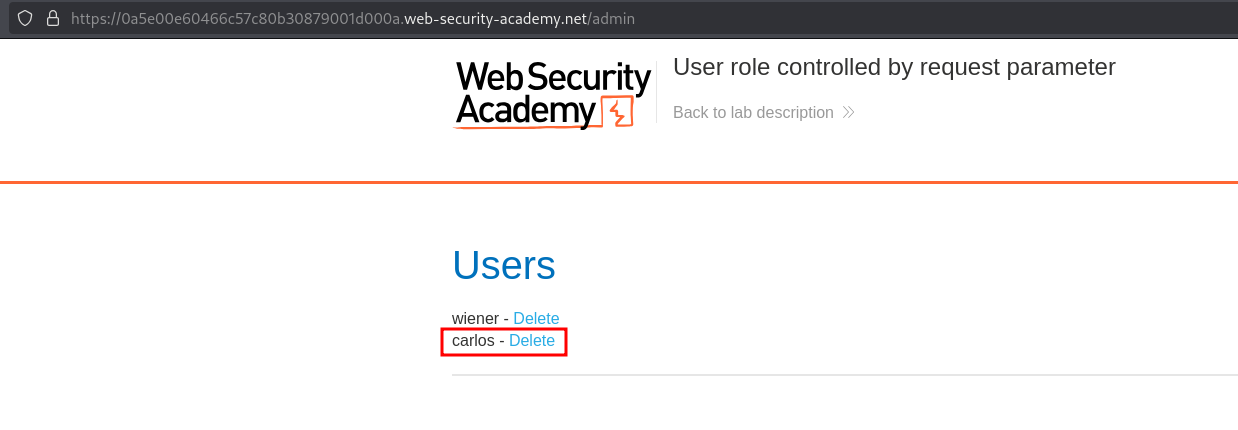 https://0a5e00e60466c57c80b30879001d000a.web-security-academy.net/admin
Web Security
Academy
User role controlled by request parameter
Back to lab description
Users
wiener - Delete
carlos - Delete